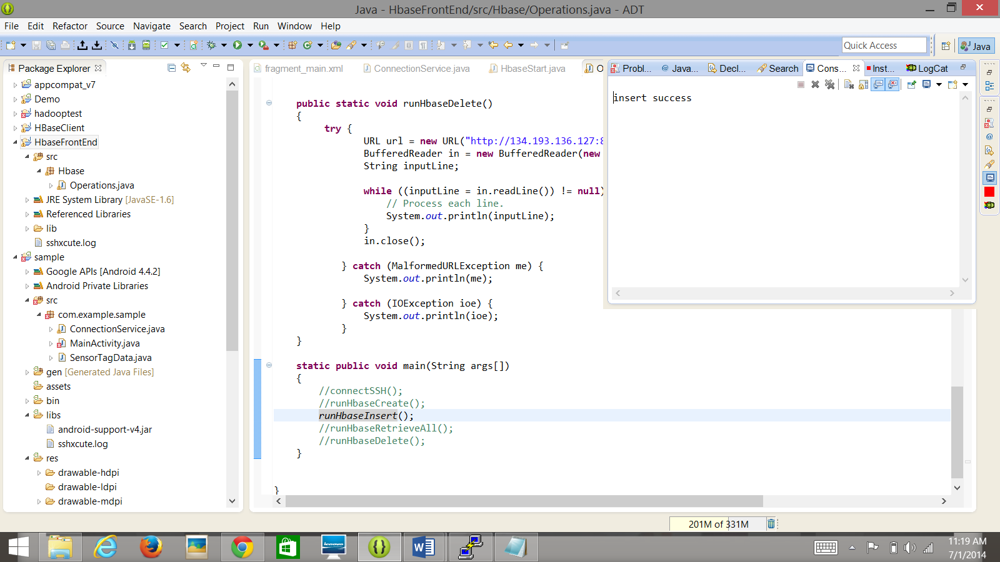 Java - HbaseFrontEnd/src/Hbase/Operations.java - ADT
File Edit Refactor Source Navigate Search Project Run Window Help
Quick Access
Java
Package Explorer
appcompat_v7
Demo
hadooptest
HBaseClient
HbaseFrontEnd
src
Hbase
Operations.java
JRE System Library [JavaSE-1.6]
Referenced Libraries
lib
sshxcute.log
sample
Google APIs [Android 4.4.2]
Android Private Libraries
src
com.example.sample
ConnectionService.java
MainActivity.java
SensorTagData.java
gen [Generated Java Files]
assets
bin
libs
android-support-v4.jar
sshxcute.log
res
drawable-hdpi
drawable-ldpi
drawable-mdpi
fragment_main.xml ConnectionService.java HbaseStart.java O
public static void runHbaseDelete()
{
try {
URL url = new URL("http://134.193.136.127:8
BufferedReader in = new BufferedReader(new
String inputLine;
while ((inputLine = in.readLine()) != null)
// Process each line.
System.out.println(inputLine);
}
in.close();
} catch (MalformedURLException me) {
System.out.println(me);
} catch (IOException ioe) {
System.out.println(ioe);
}
}
static public void main(String args[])
{
//connectSSH();
//runHbaseCreate();
runHbaseInsert();
//runHbaseRetrieveAll();
//runHbaseDelete();
}
}
Probl... Java... Decl... Search Cons... Inst... LogCat
insert success
201M of 331M
lenovo
11:19 AM
7/1/2014